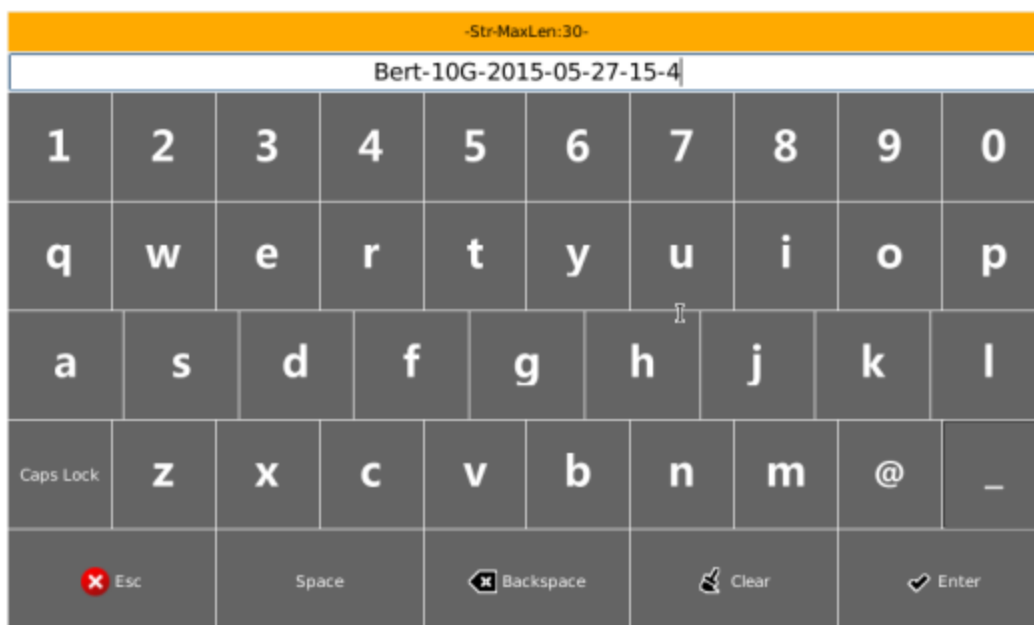 -Str-MaxLen:30-
Bert-10G-2015-05-27-15-4
1 2 3 4 5 6 7 8 9 0
q w e r t y u i o p
a s d f g h j k l
Caps Lock z x c v b n m @ _
Esc Space Backspace Clear Enter